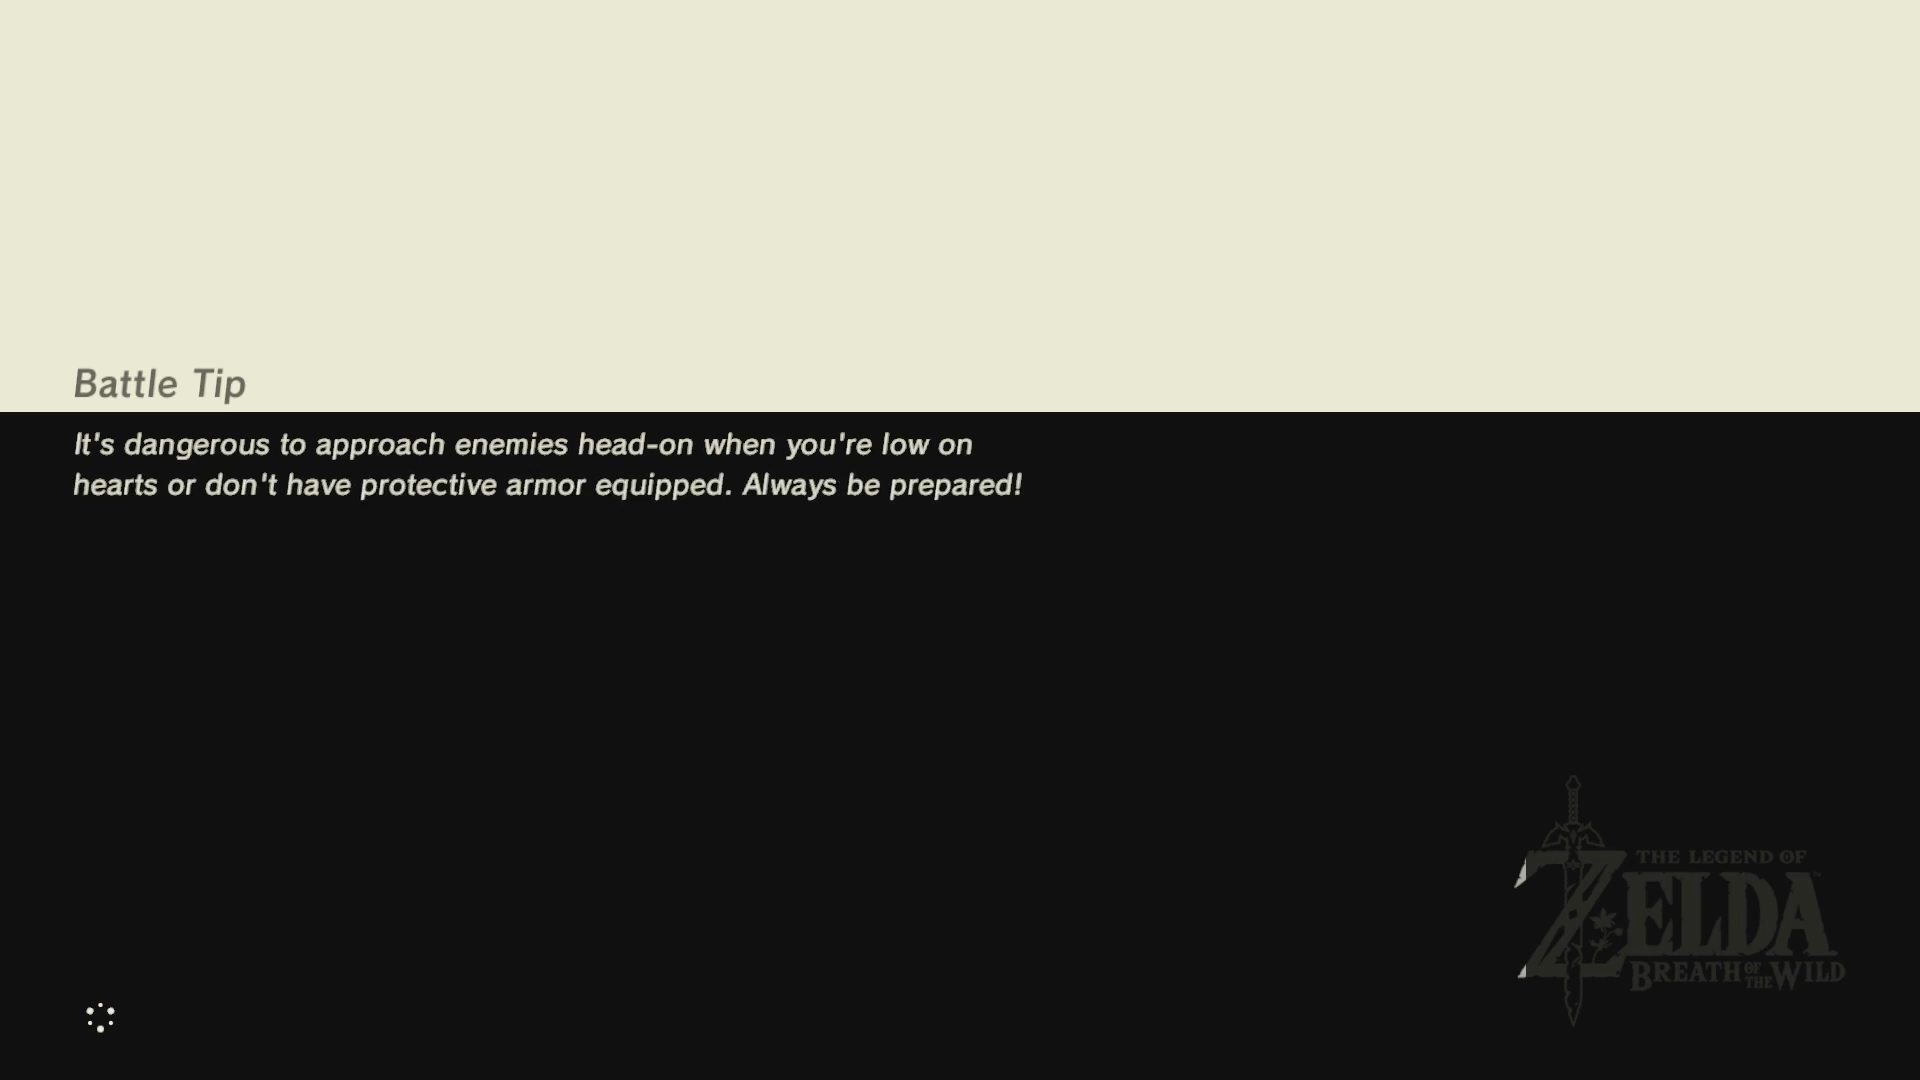 Battle Tip
It's dangerous to approach enemies head-on when you're low on
hearts or don't have protective armor equipped. Always be prepared!
THE LEGEND OF
ZELDA
BREATH OF THE WILD